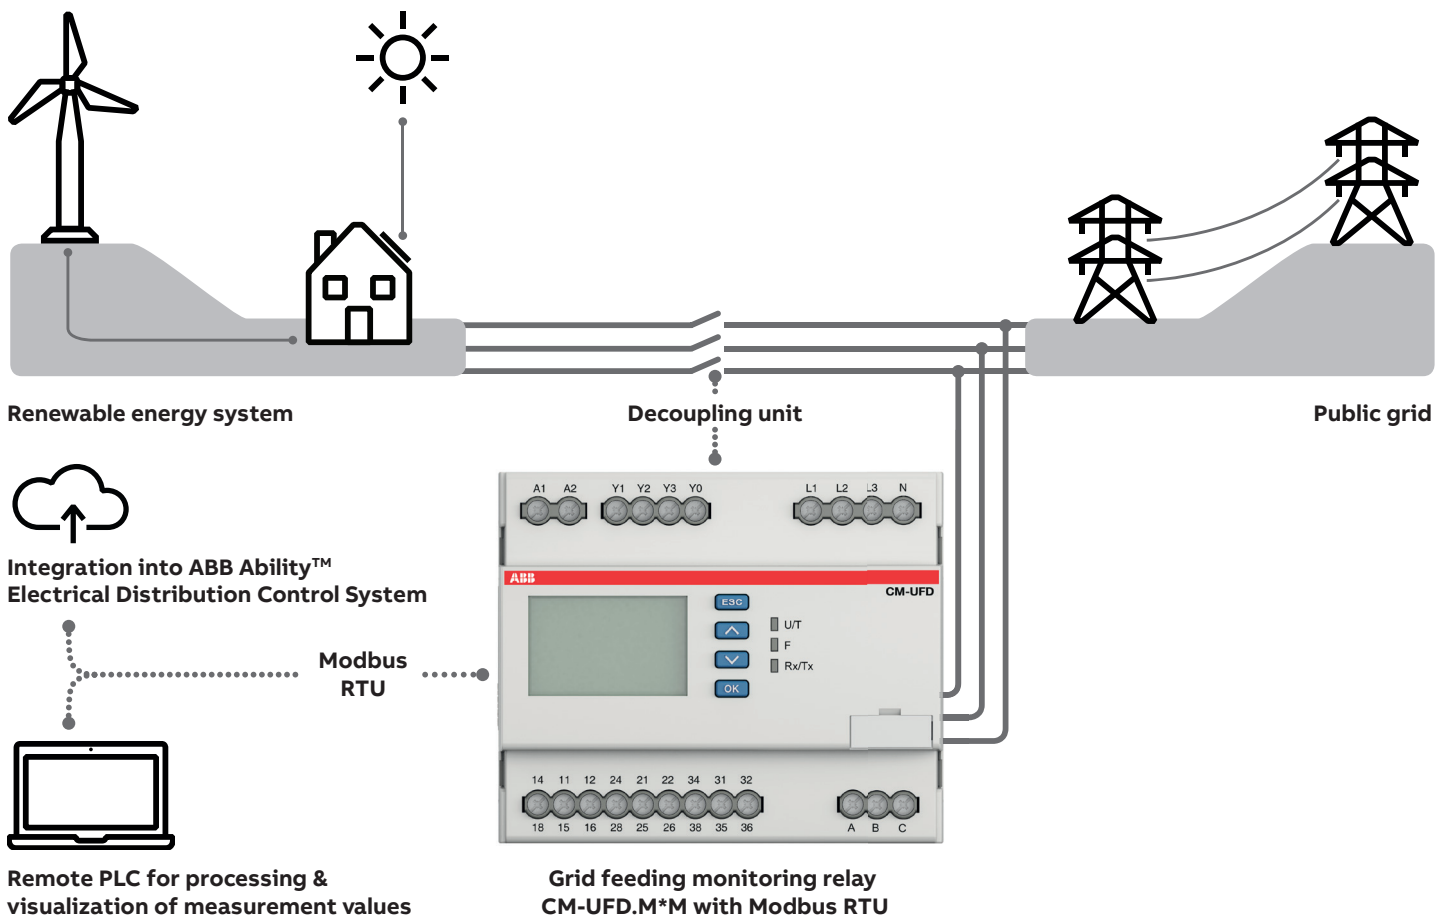 Renewable energy system
Decoupling unit
Public grid
Integration into ABB Ability™
Electrical Distribution Control System
Modbus
RTU
A1 A2 Y1 Y2 Y3 Y0 L1 L2 L3 N
ABB
CM-UFD
ESC
U/T
F
Rx/Tx
OK
14 11 12 24 21 22 34 31 32
18 15 16 28 25 26 38 35 36 A B C
Remote PLC for processing &
visualization of measurement values
Grid feeding monitoring relay
CM-UFD.M*M with Modbus RTU